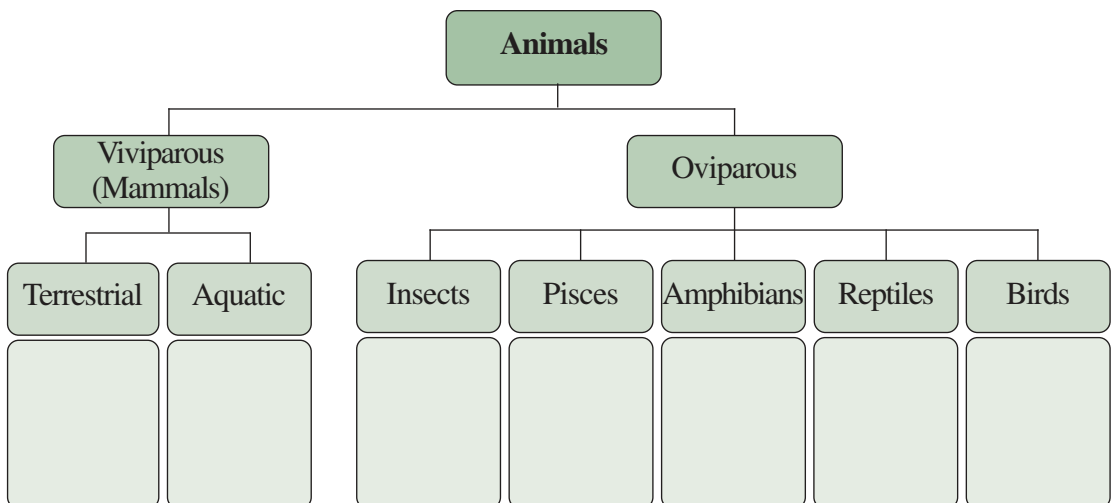 Animals
Viviparous
(Mammals)
Oviparous
Terrestrial
Aquatic
Insects
Pisces
Amphibians
Reptiles
Birds